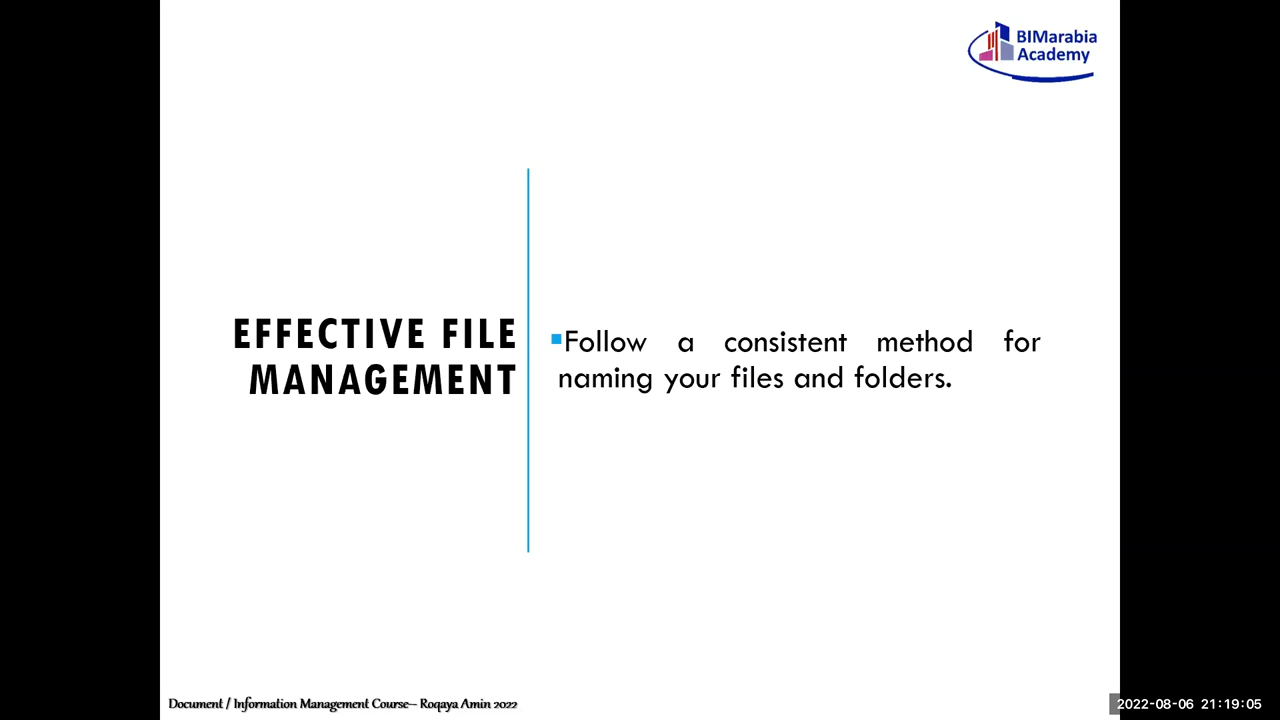 BIMarabia
Academy
EFFECTIVE FILE
MANAGEMENT
Follow a consistent method for
naming your files and folders.
Document / Information Management Course– Roqaya Amin 2022
2022-08-06 21:19:05